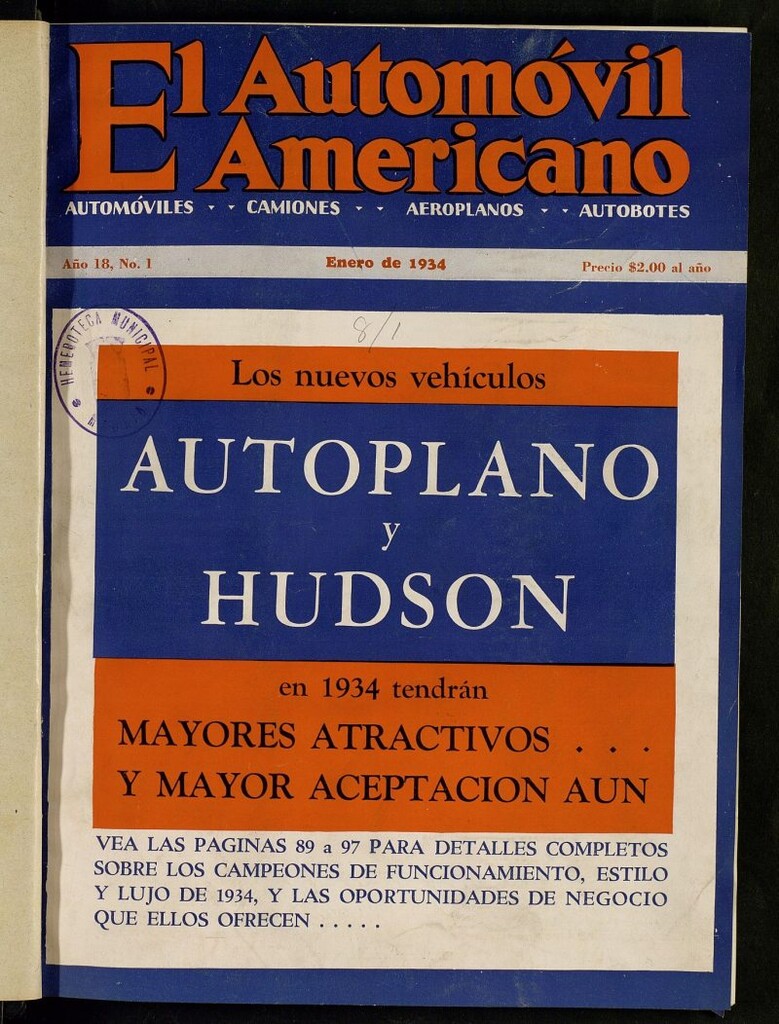 El Automóvil
Americano
AUTOMÓVILES - - CAMIONES - - AEROPLANOS - - AUTOBOTES
Año 18, No. 1 Enero de 1934 Precio $2.00 al año
HEMEROTECA MUNICIPAL
8/1
Los nuevos vehículos
AUTOPLANO
y
HUDSON
en 1934 tendrán
MAYORES ATRACTIVOS . . .
Y MAYOR ACEPTACION AUN
VEA LAS PAGINAS 89 a 97 PARA DETALLES COMPLETOS
SOBRE LOS CAMPEONES DE FUNCIONAMIENTO, ESTILO
Y LUJO DE 1934, Y LAS OPORTUNIDADES DE NEGOCIO
QUE ELLOS OFRECEN . . . . .